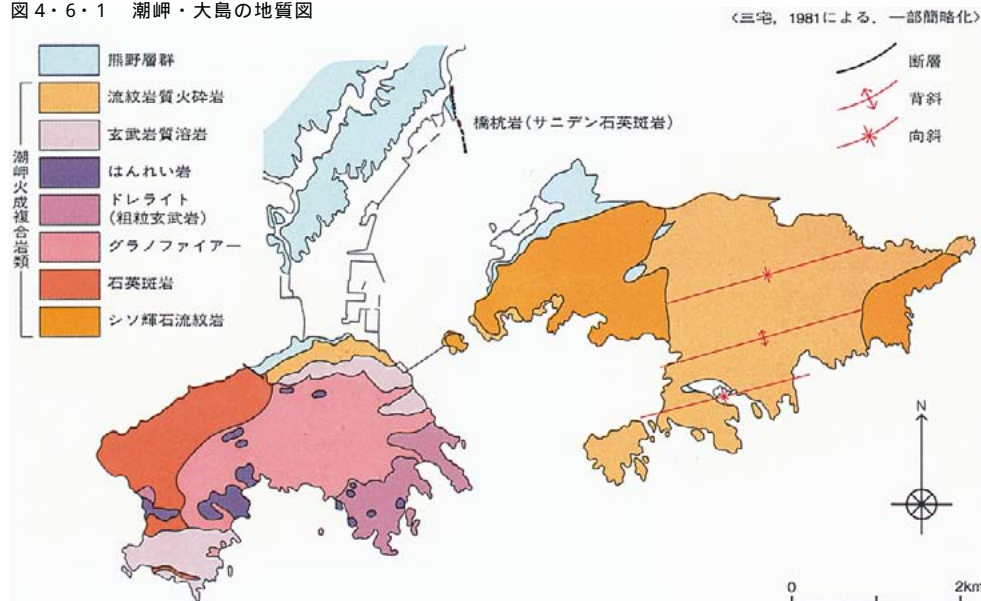 図4・6・1 潮岬・大島の地質図
〈三宅，1981による．一部簡略化〉
熊野層群
潮岬火成複合岩類
流紋岩質火砕岩
玄武岩質溶岩
はんれい岩
ドレライト
(粗粒玄武岩)
グラノファイアー
石英斑岩
シソ輝石流紋岩
橋杭岩(サニデン石英斑岩)
断層
背斜
向斜
N
0 2km